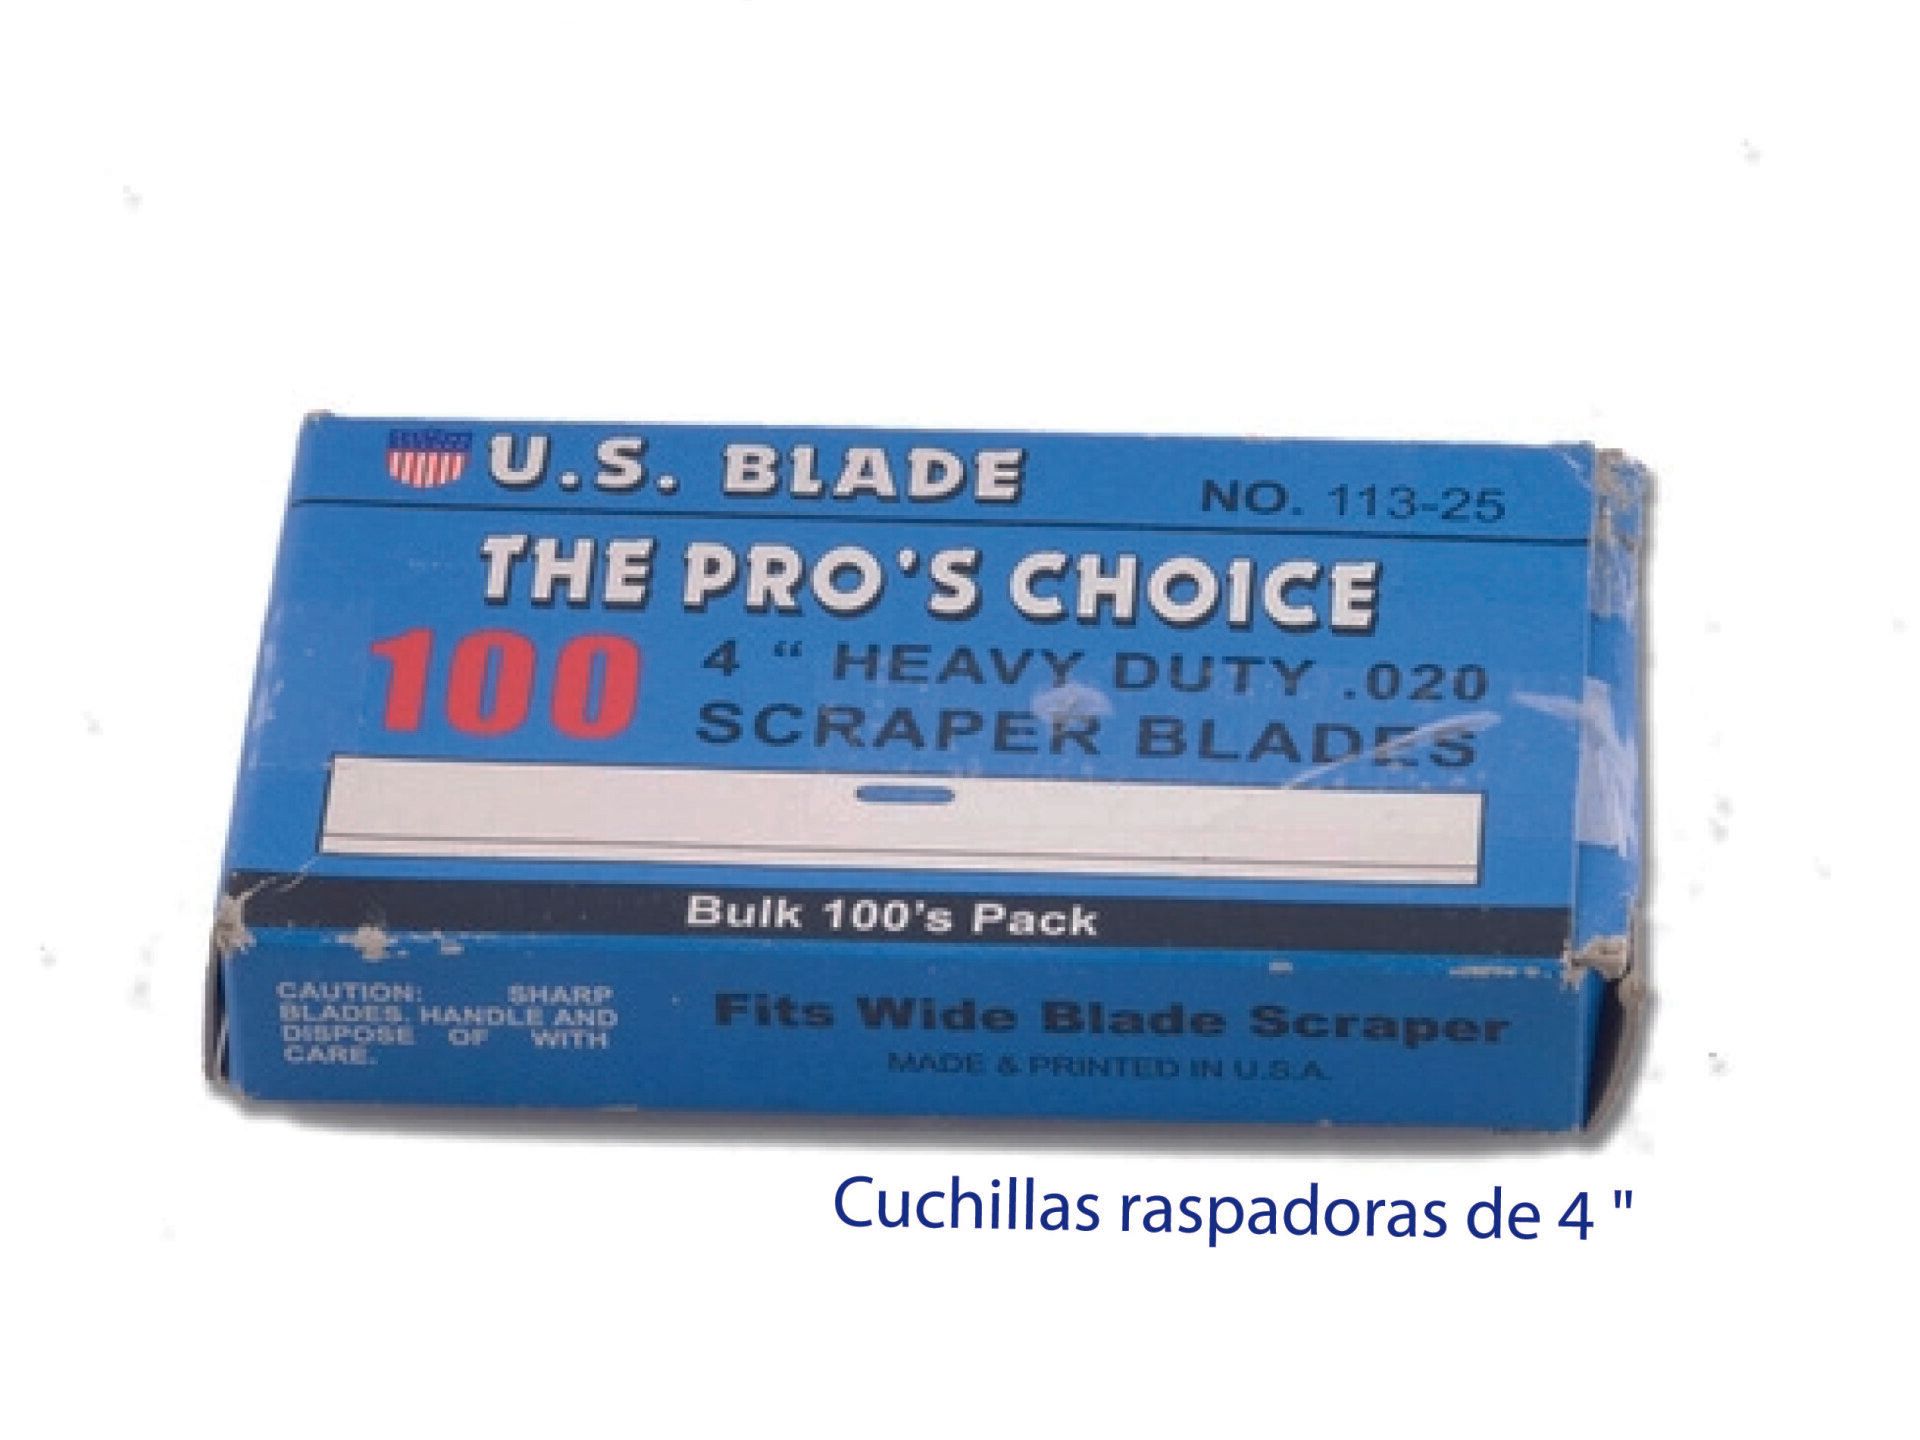 U.S. BLADE
NO. 113-25
THE PRO'S CHOICE
100
4 “ HEAVY DUTY .020
SCRAPER BLADES
Bulk 100's Pack
CAUTION: SHARP
BLADES. HANDLE AND
DISPOSE OF WITH
CARE.
Fits Wide Blade Scraper
MADE & PRINTED IN U.S.A.
Cuchillas raspadoras de 4 "